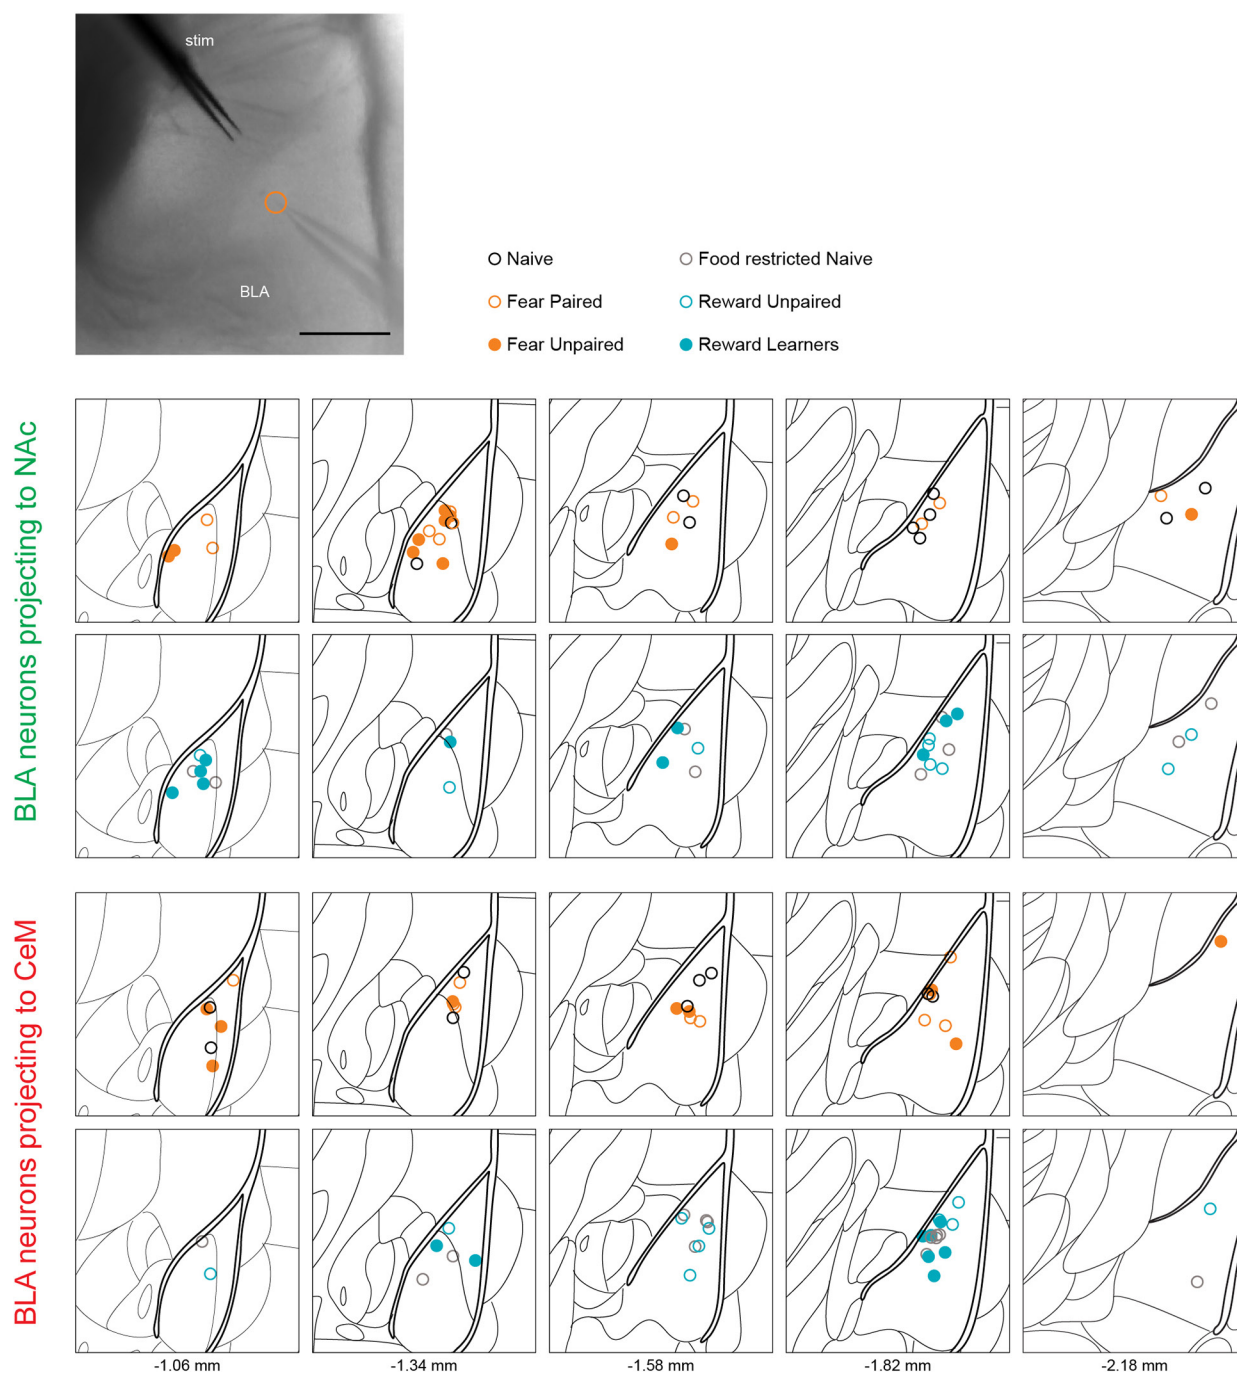 stim
BLA
Naive
Food restricted Naive
Fear Paired
Reward Unpaired
Fear Unpaired
Reward Learners
BLA neurons projecting to NAc
BLA neurons projecting to CeM
-1.06 mm
-1.34 mm
-1.58 mm
-1.82 mm
-2.18 mm